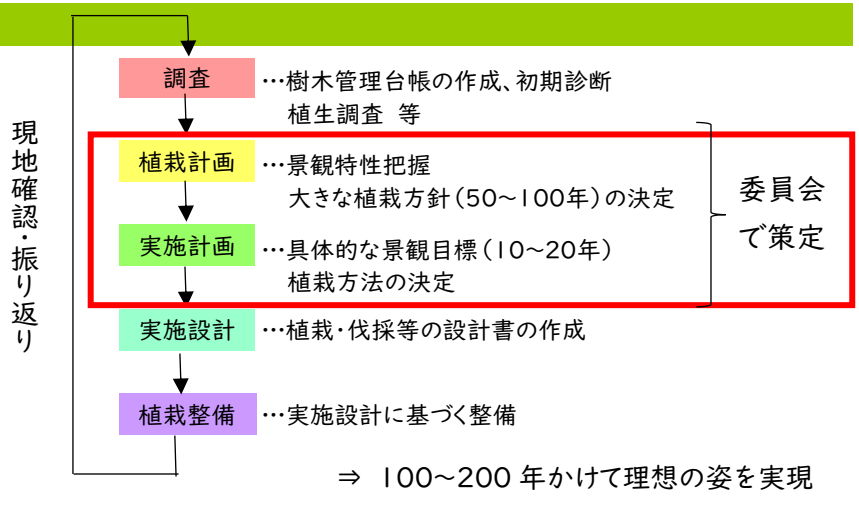 調査
…樹木管理台帳の作成、初期診断
植生調査 等
現地確認・振り返り
植栽計画
…景観特性把握
大きな植栽方針(50~100年)の決定
委員会
で策定
実施計画
…具体的な景観目標(10~20年)
植栽方法の決定
実施設計
…植栽・伐採等の設計書の作成
植栽整備
…実施設計に基づく整備
⇒ 100~200年かけて理想の姿を実現